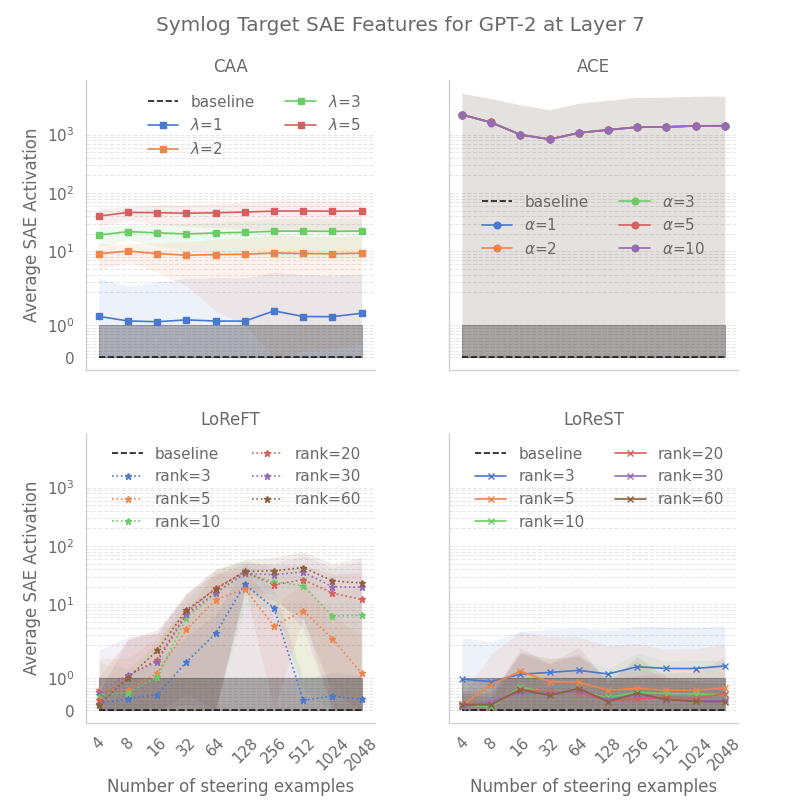 Symlog Target SAE Features for GPT-2 at Layer 7
CAA
Average SAE Activation
10³
10²
10¹
10⁰
0
baseline
λ=1
λ=2
λ=3
λ=5
ACE
baseline
α=1
α=2
α=3
α=5
α=10
LoReFT
Average SAE Activation
10³
10²
10¹
10⁰
0
baseline
rank=3
rank=5
rank=10
rank=20
rank=30
rank=60
4
8
16
32
64
128
256
512
1024
2048
Number of steering examples
LoReST
baseline
rank=3
rank=5
rank=10
rank=20
rank=30
rank=60
4
8
16
32
64
128
256
512
1024
2048
Number of steering examples